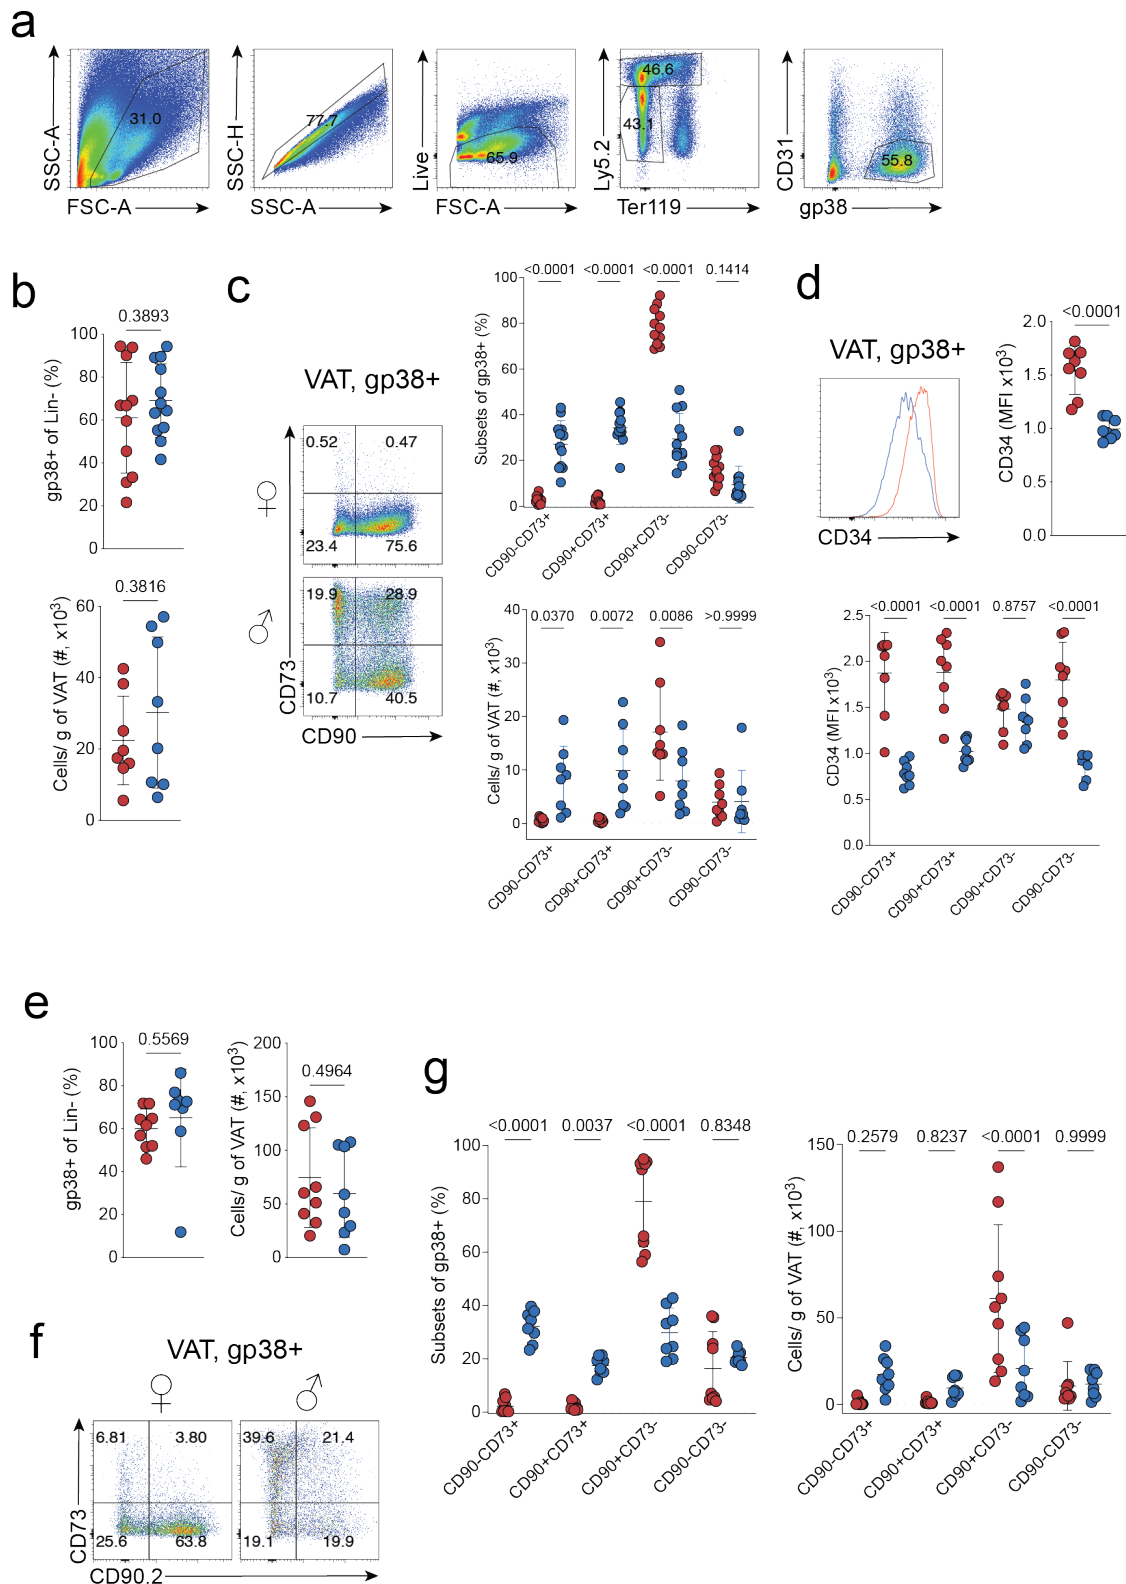 a
SSC-A
31.0
FSC-A
SSC-H
77.7
SSC-A
Live
65.9
FSC-A
Ly5.2
46.6
43.1
Ter119
CD31
55.8
gp38
b
0.3893
gp38+ of Lin- (%)
100
80
60
40
20
0
0.3816
Cells/ g of VAT (#, x10³)
60
40
20
0
c
VAT, gp38+
0.52 0.47
23.4 75.6
19.9 28.9
10.7 40.5
♀
♂
CD73
CD90
<0.0001 <0.0001 <0.0001 0.1414
Subsets of gp38+ (%)
100
80
60
40
20
0
CD90-CD73+
CD90+CD73+
CD90+CD73-
CD90-CD73-
0.0370 0.0072 0.0086 >0.9999
Cells/ g of VAT (#, x10³)
40
30
20
10
0
CD90-CD73+
CD90+CD73+
CD90+CD73-
CD90-CD73-
d
VAT, gp38+
CD34
<0.0001
CD34 (MFI x10³)
2.0
1.5
1.0
0.5
0.0
<0.0001 <0.0001 0.8757 <0.0001
CD34 (MFI x10³)
2.5
2.0
1.5
1.0
0.5
0.0
CD90-CD73+
CD90+CD73+
CD90+CD73-
CD90-CD73-
e
0.5569
gp38+ of Lin- (%)
100
80
60
40
20
0
0.4964
Cells/ g of VAT (#, x10³)
200
150
100
50
0
f
VAT, gp38+
♀ ♂
6.81 3.80 39.6 21.4
25.6 63.8 19.1 19.9
CD73
CD90.2
g
<0.0001 0.0037 <0.0001 0.8348
Subsets of gp38+ (%)
100
80
60
40
20
0
CD90-CD73+
CD90+CD73+
CD90+CD73-
CD90-CD73-
0.2579 0.8237 <0.0001 0.9999
Cells/ g of VAT (#, x10³)
150
100
50
0
CD90-CD73+
CD90+CD73+
CD90+CD73-
CD90-CD73-